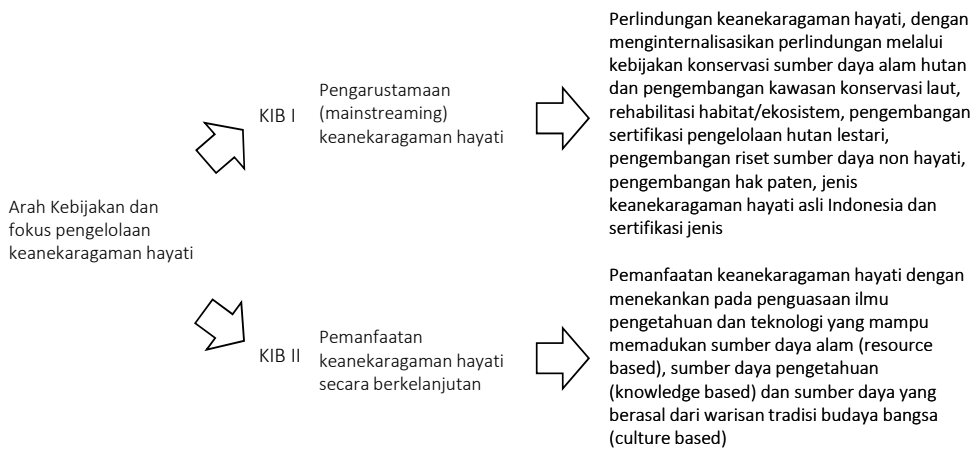 Arah Kebijakan dan
fokus pengelolaan
keanekaragaman hayati
KIB I
Pengarustamaan
(mainstreaming)
keanekaragaman hayati
Perlindungan keanekaragaman hayati, dengan
menginternalisasikan perlindungan melalui
kebijakan konservasi sumber daya alam hutan
dan pengembangan kawasan konservasi laut,
rehabilitasi habitat/ekosistem, pengembangan
sertifikasi pengelolaan hutan lestari,
pengembangan riset sumber daya non hayati,
pengembangan hak paten, jenis
keanekaragaman hayati asli Indonesia dan
sertifikasi jenis
KIB II
Pemanfaatan
keanekaragaman hayati
secara berkelanjutan
Pemanfaatan keanekaragaman hayati dengan
menekankan pada penguasaan ilmu
pengetahuan dan teknologi yang mampu
memadukan sumber daya alam (resource
based), sumber daya pengetahuan
(knowledge based) dan sumber daya yang
berasal dari warisan tradisi budaya bangsa
(culture based)